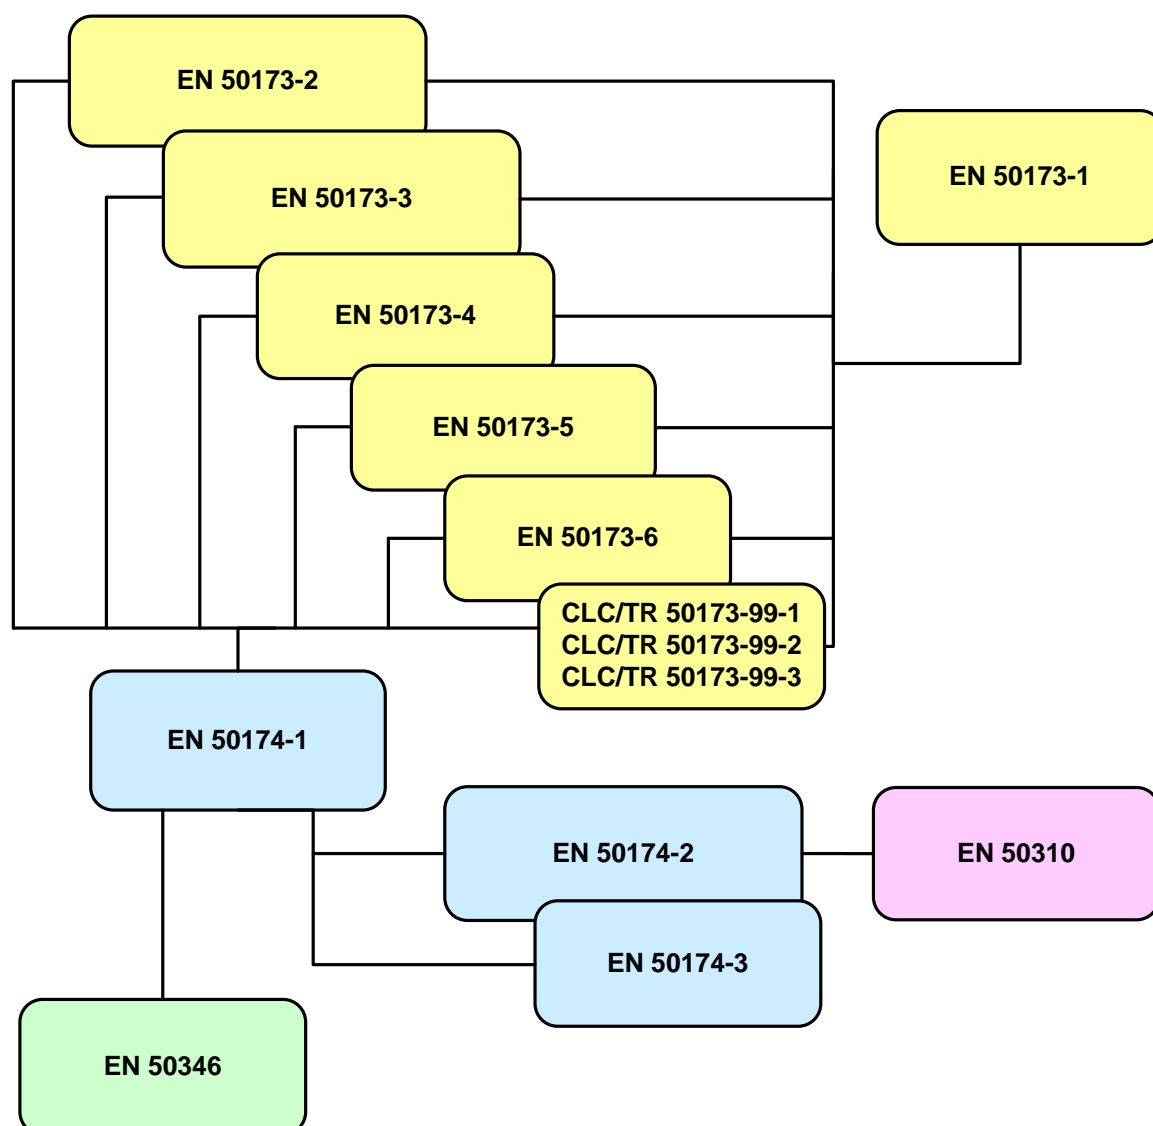 EN 50173-2
EN 50173-1
EN 50173-3
EN 50173-4
EN 50173-5
EN 50173-6
CLC/TR 50173-99-1
CLC/TR 50173-99-2
CLC/TR 50173-99-3
EN 50174-1
EN 50174-2
EN 50310
EN 50174-3
EN 50346